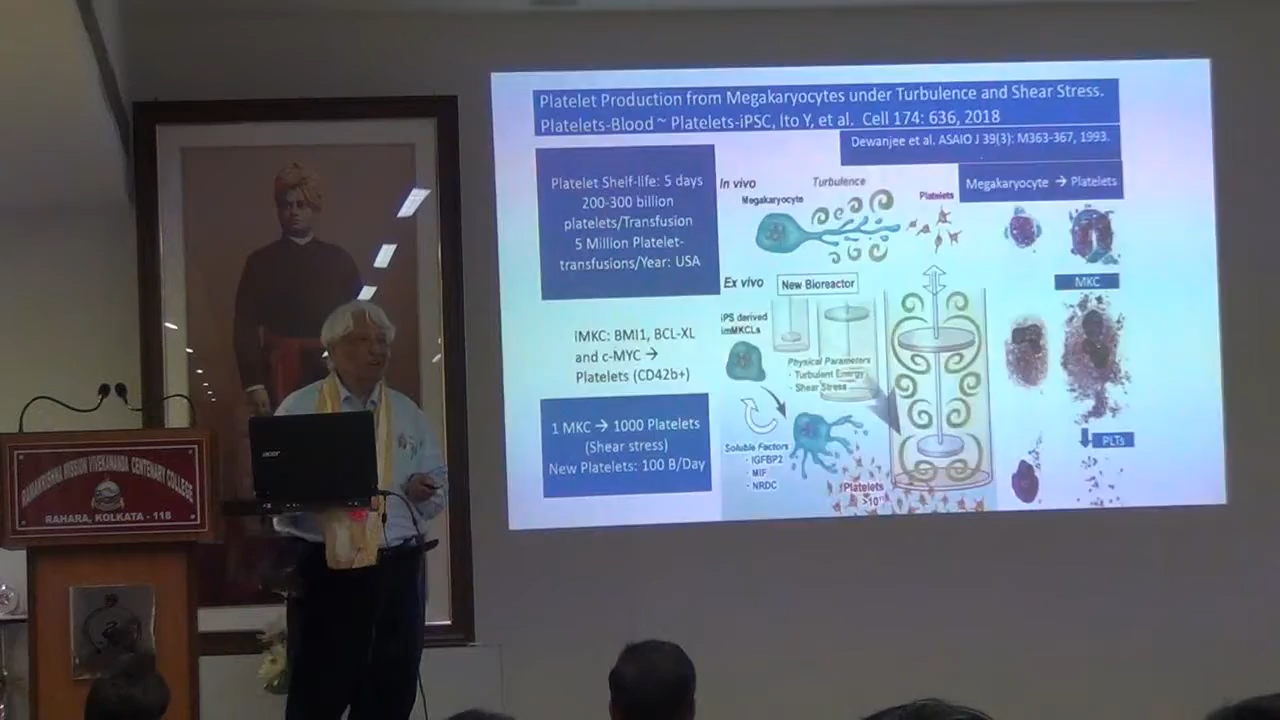 Platelet Production from Megakaryocytes under Turbulence and Shear Stress.
Platelets-Blood ~ Platelets-iPSC, Ito Y, et al. Cell 174: 636, 2018
Dewanjee et al. ASAIO J 39(3): M363-367, 1993.
Platelet Shelf-life: 5 days
200-300 billion
platelets/Transfusion
5 Million Platelet-
transfusions/Year: USA
iMKC: BMI1, BCL-XL
and c-MYC →
Platelets (CD42b+)
1 MKC → 1000 Platelets
(Shear stress)
New Platelets: 100 B/Day
In vivo
Turbulence
Megakaryocyte
Platelets
Ex vivo
New Bioreactor
iPS derived
imMKCLs
Physical Parameters
- Turbulent Energy
- Shear Stress
Soluble Factors
- IGFBP2
- MIF
- NRDC
Platelets
Megakaryocyte → Platelets
MKC
PLTs
acer
RAMAKRISHNA MISSION VIVEKANANDA CENTENARY COLLEGE
RAHARA, KOLKATA - 118